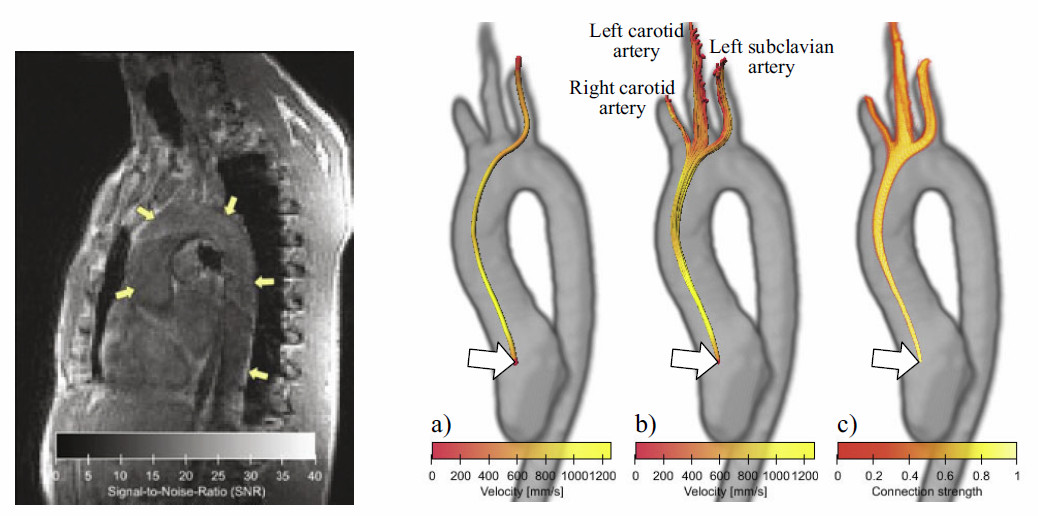 0 5 10 15 20 25 30 35 40
Signal-to-Noise-Ratio (SNR)
Left carotid
artery
Left subclavian
artery
Right carotid
artery
a)
0 200 400 600 800 1000 1200
Velocity [mm/s]
b)
0 200 400 600 800 1000 1200
Velocity [mm/s]
c)
0 0.2 0.4 0.6 0.8 1
Connection strength